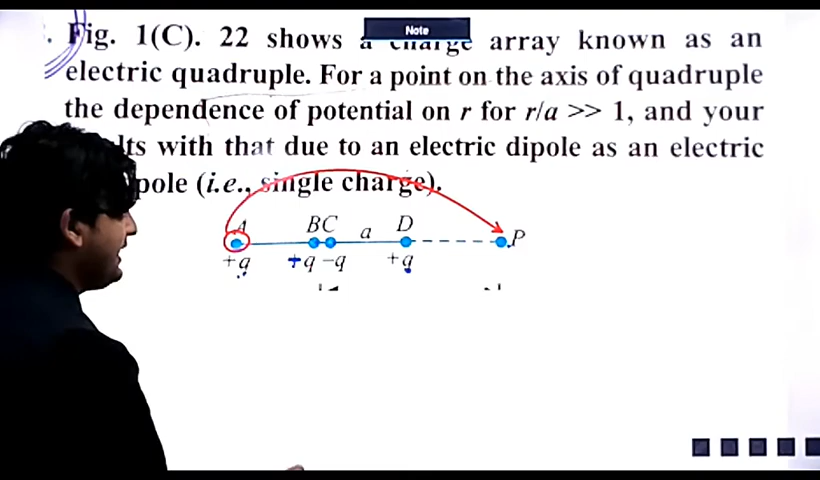 Note
Fig. 1(C). 22 shows a charge array known as an
electric quadruple. For a point on the axis of quadruple
the dependence of potential on r for r/a >> 1, and your
with that due to an electric dipole as an electric
pole (i.e., single charge).
A BC a D P
+q +q -q +q